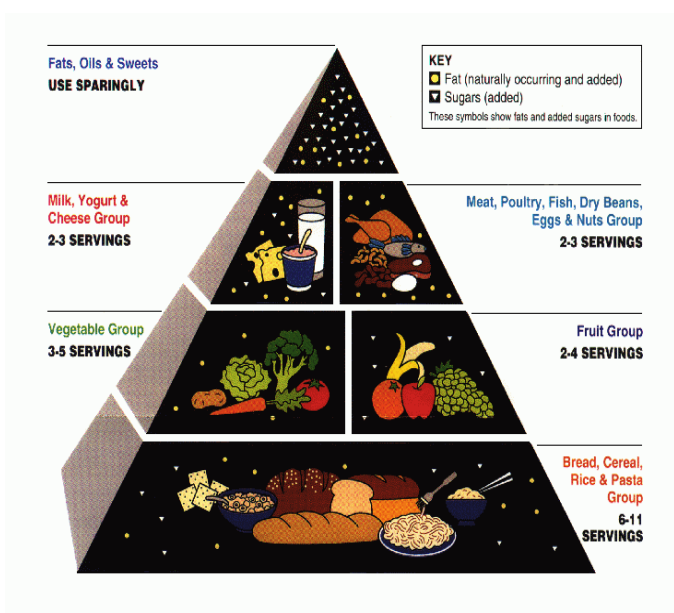 Fats, Oils & Sweets
USE SPARINGLY
KEY
Fat (naturally occurring and added)
Sugars (added)
These symbols show fats and added sugars in foods.
Milk, Yogurt &
Cheese Group
2-3 SERVINGS
Meat, Poultry, Fish, Dry Beans,
Eggs & Nuts Group
2-3 SERVINGS
Vegetable Group
3-5 SERVINGS
Fruit Group
2-4 SERVINGS
Bread, Cereal,
Rice & Pasta
Group
6-11
SERVINGS